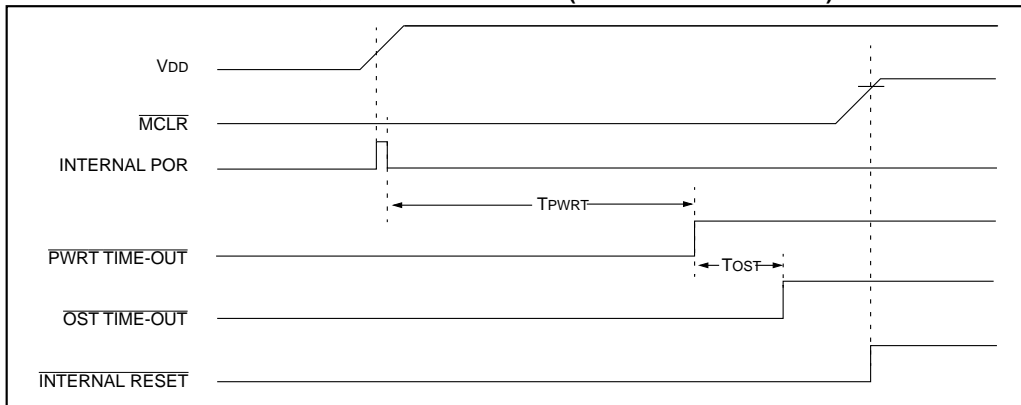 VDD
MCLR
INTERNAL POR
TPWRT
PWRT TIME-OUT
TOST
OST TIME-OUT
INTERNAL RESET